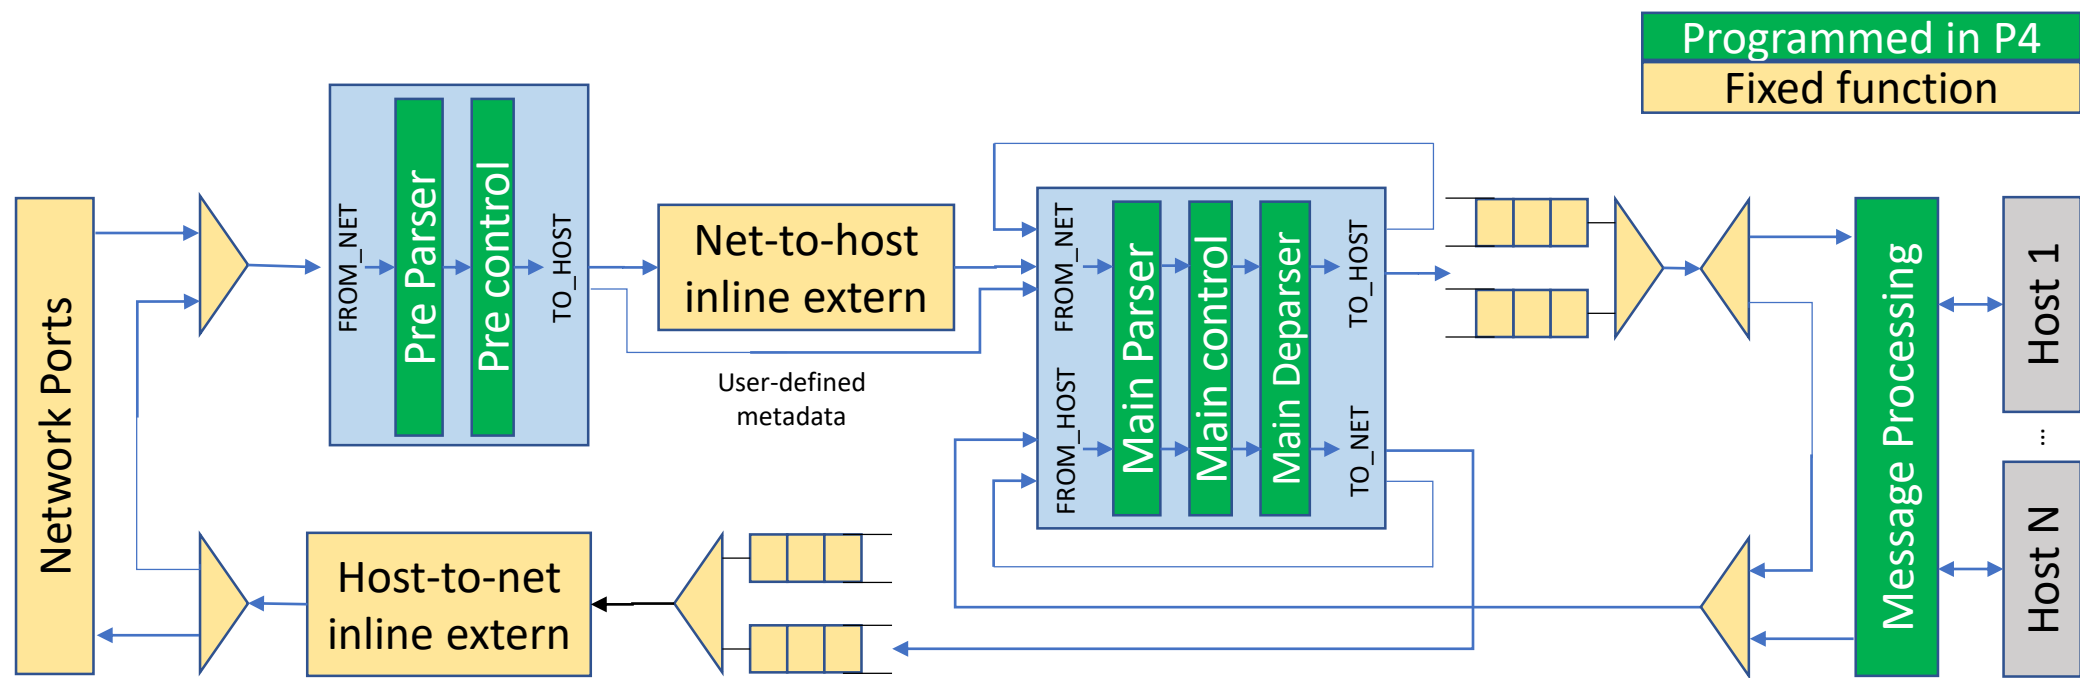 Programmed in P4
Fixed function
Network Ports
FROM_NET
Pre Parser
Pre control
TO_HOST
Net-to-host
inline extern
User-defined
metadata
FROM_NET
FROM_HOST
Main Parser
Main control
Main Deparser
TO_HOST
TO_NET
Host-to-net
inline extern
Message Processing
Host 1
...
Host N